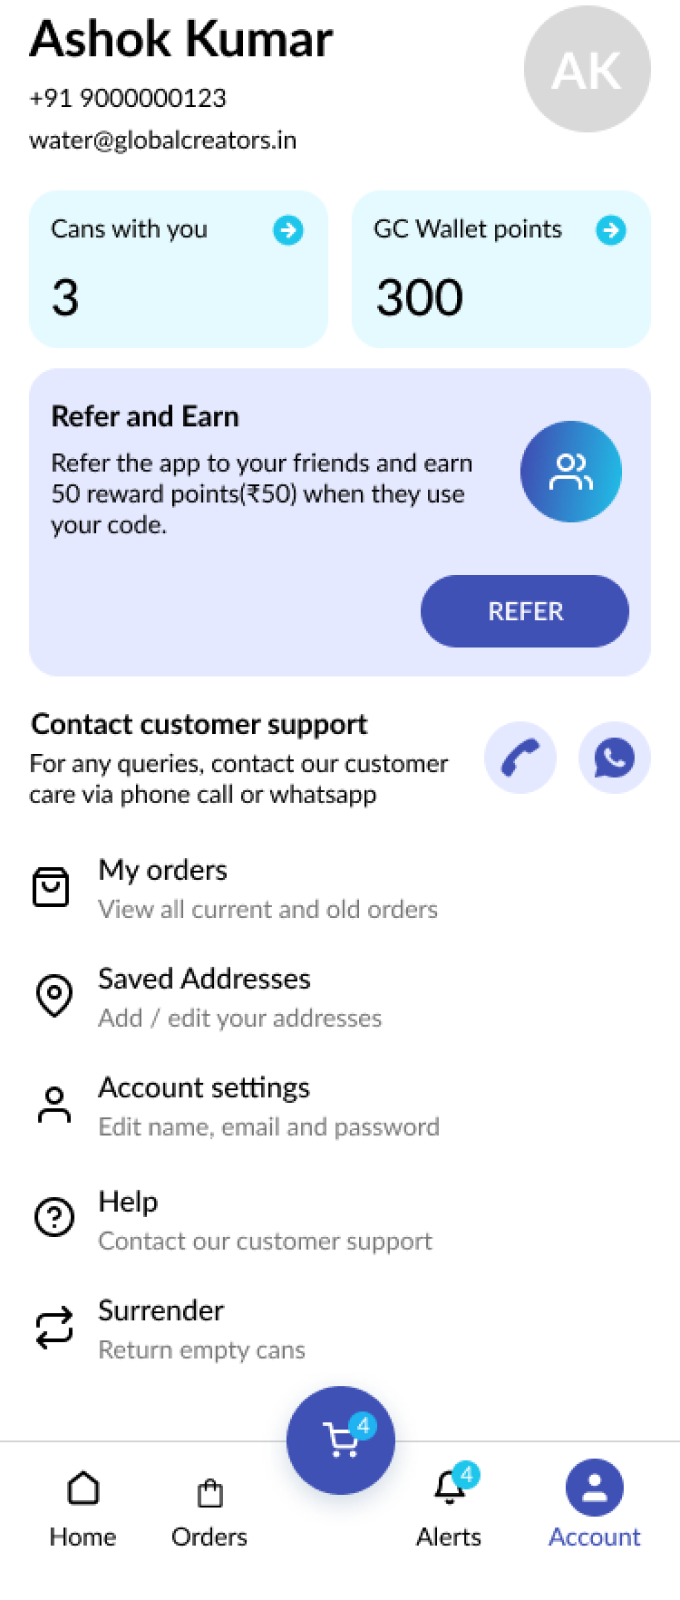 Ashok Kumar
AK
+91 9000000123
water@globalcreators.in
Cans with you
GC Wallet points
3
300
Refer and Earn
Refer the app to your friends and earn
50 reward points(₹50) when they use
your code.
REFER
Contact customer support
For any queries, contact our customer
care via phone call or whatsapp
My orders
View all current and old orders
Saved Addresses
Add / edit your addresses
Account settings
Edit name, email and password
Help
Contact our customer support
Surrender
Return empty cans
4
4
Home
Orders
Alerts
Account